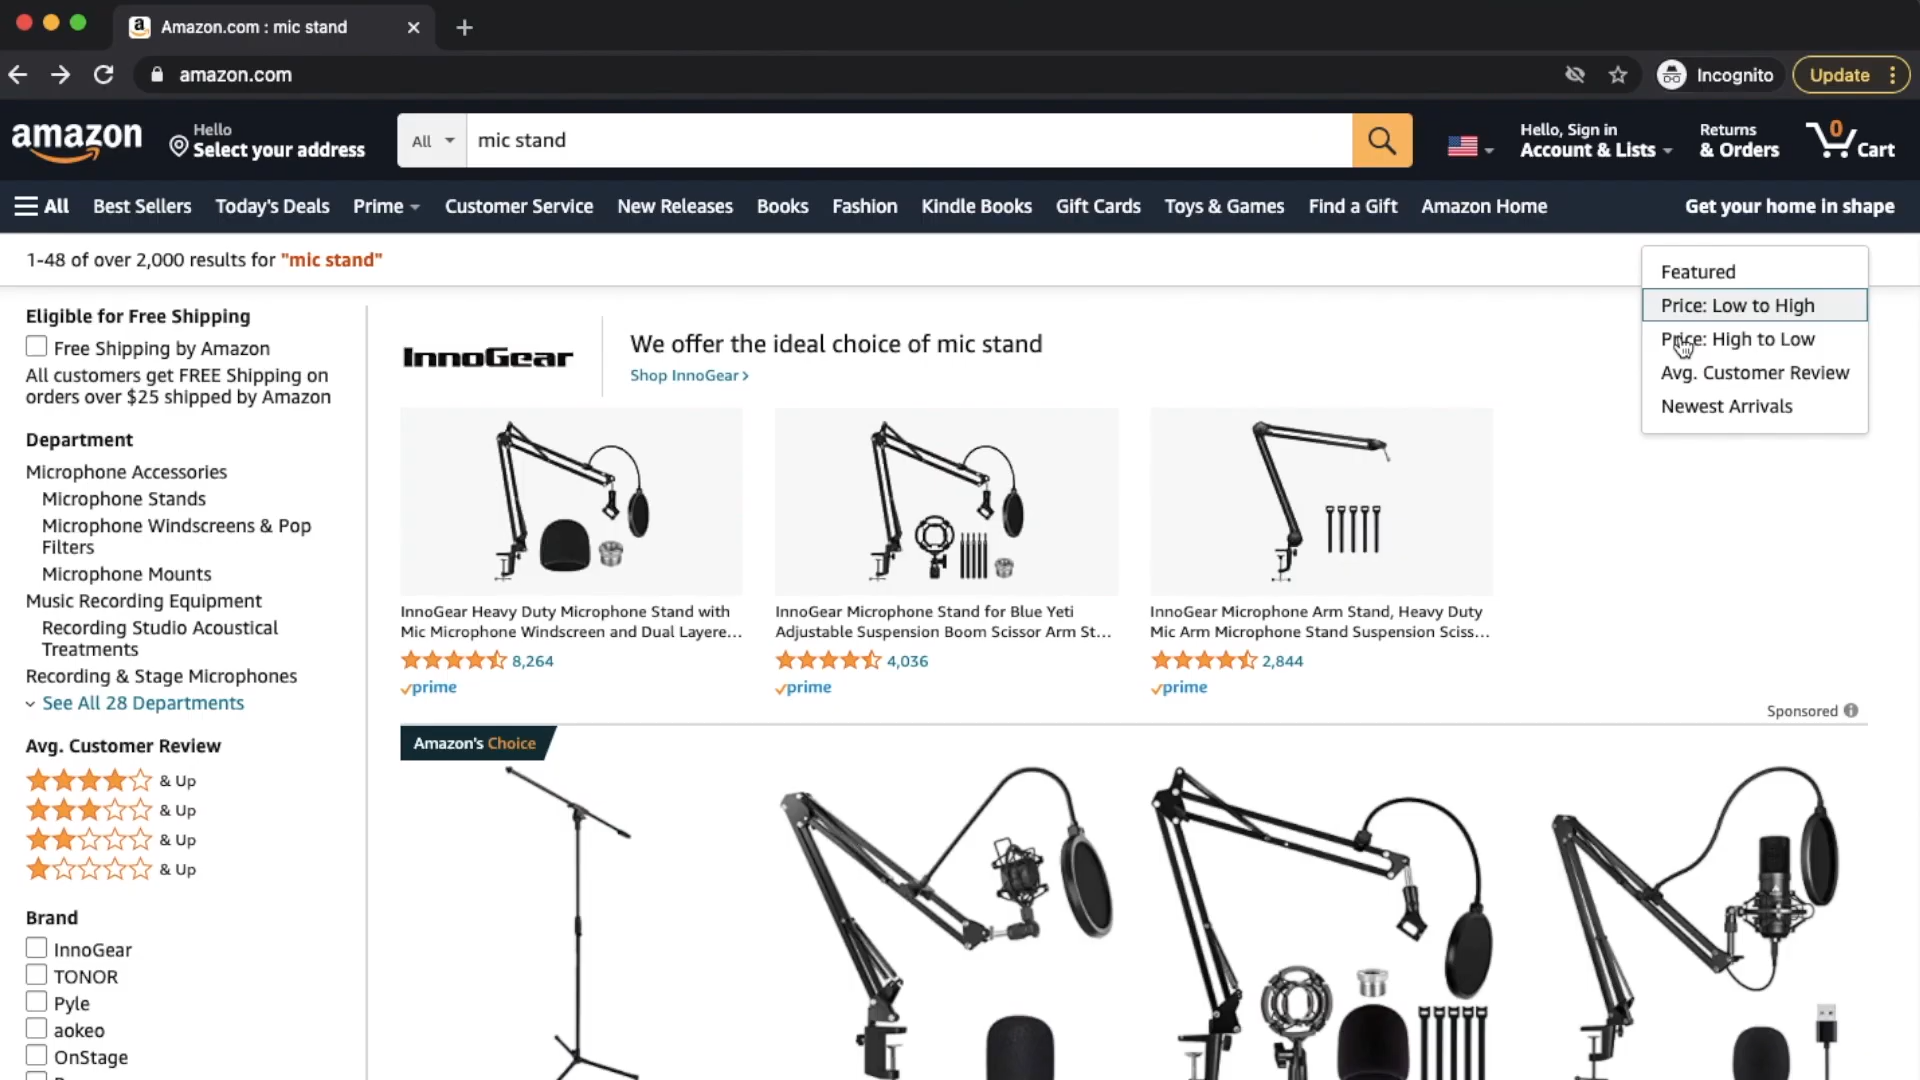 Amazon.com : mic stand
amazon.com
Incognito
Update
amazon
Hello
Select your address
All
mic stand
Hello, Sign in
Account & Lists
Returns
& Orders
0
Cart
All
Best Sellers
Today's Deals
Prime
Customer Service
New Releases
Books
Fashion
Kindle Books
Gift Cards
Toys & Games
Find a Gift
Amazon Home
Get your home in shape
1-48 of over 2,000 results for "mic stand"
Featured
Price: Low to High
Price: High to Low
Avg. Customer Review
Newest Arrivals
Eligible for Free Shipping
Free Shipping by Amazon
All customers get FREE Shipping on
orders over $25 shipped by Amazon
Department
Microphone Accessories
Microphone Stands
Microphone Windscreens & Pop
Filters
Microphone Mounts
Music Recording Equipment
Recording Studio Acoustical
Treatments
Recording & Stage Microphones
See All 28 Departments
Avg. Customer Review
& Up
& Up
& Up
& Up
Brand
InnoGear
TONOR
Pyle
aokeo
OnStage
InnoGear
We offer the ideal choice of mic stand
Shop InnoGear ›
InnoGear Heavy Duty Microphone Stand with
Mic Microphone Windscreen and Dual Layere...
8,264
prime
InnoGear Microphone Stand for Blue Yeti
Adjustable Suspension Boom Scissor Arm St...
4,036
prime
InnoGear Microphone Arm Stand, Heavy Duty
Mic Arm Microphone Stand Suspension Sciss...
2,844
prime
Sponsored
Amazon's Choice